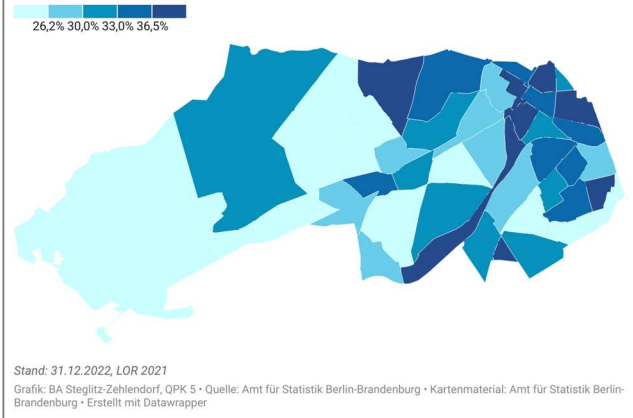 26,2% 30,0% 33,0% 36,5%
Stand: 31.12.2022, LOR 2021
Grafik: BA Steglitz-Zehlendorf, QPK 5 • Quelle: Amt für Statistik Berlin-Brandenburg • Kartenmaterial: Amt für Statistik Berlin-
Brandenburg • Erstellt mit Datawrapper